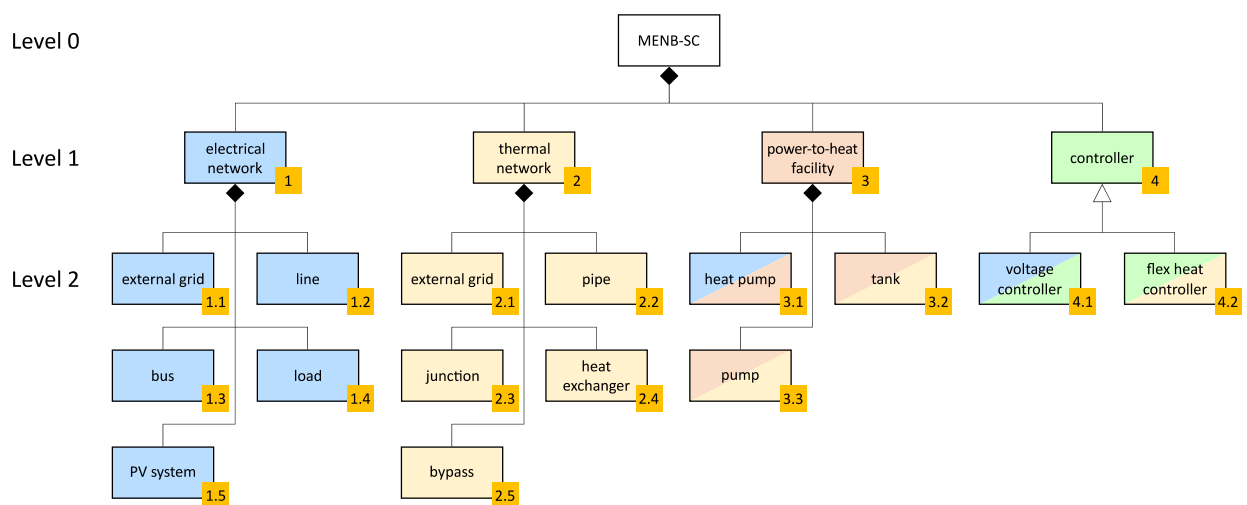 Level 0
MENB-SC
Level 1
electrical
network
1
thermal
network
2
power-to-heat
facility
3
controller
4
Level 2
external grid
1.1
line
1.2
external grid
2.1
pipe
2.2
heat pump
3.1
tank
3.2
voltage
controller
4.1
flex heat
controller
4.2
bus
1.3
load
1.4
junction
2.3
heat
exchanger
2.4
pump
3.3
PV system
1.5
bypass
2.5